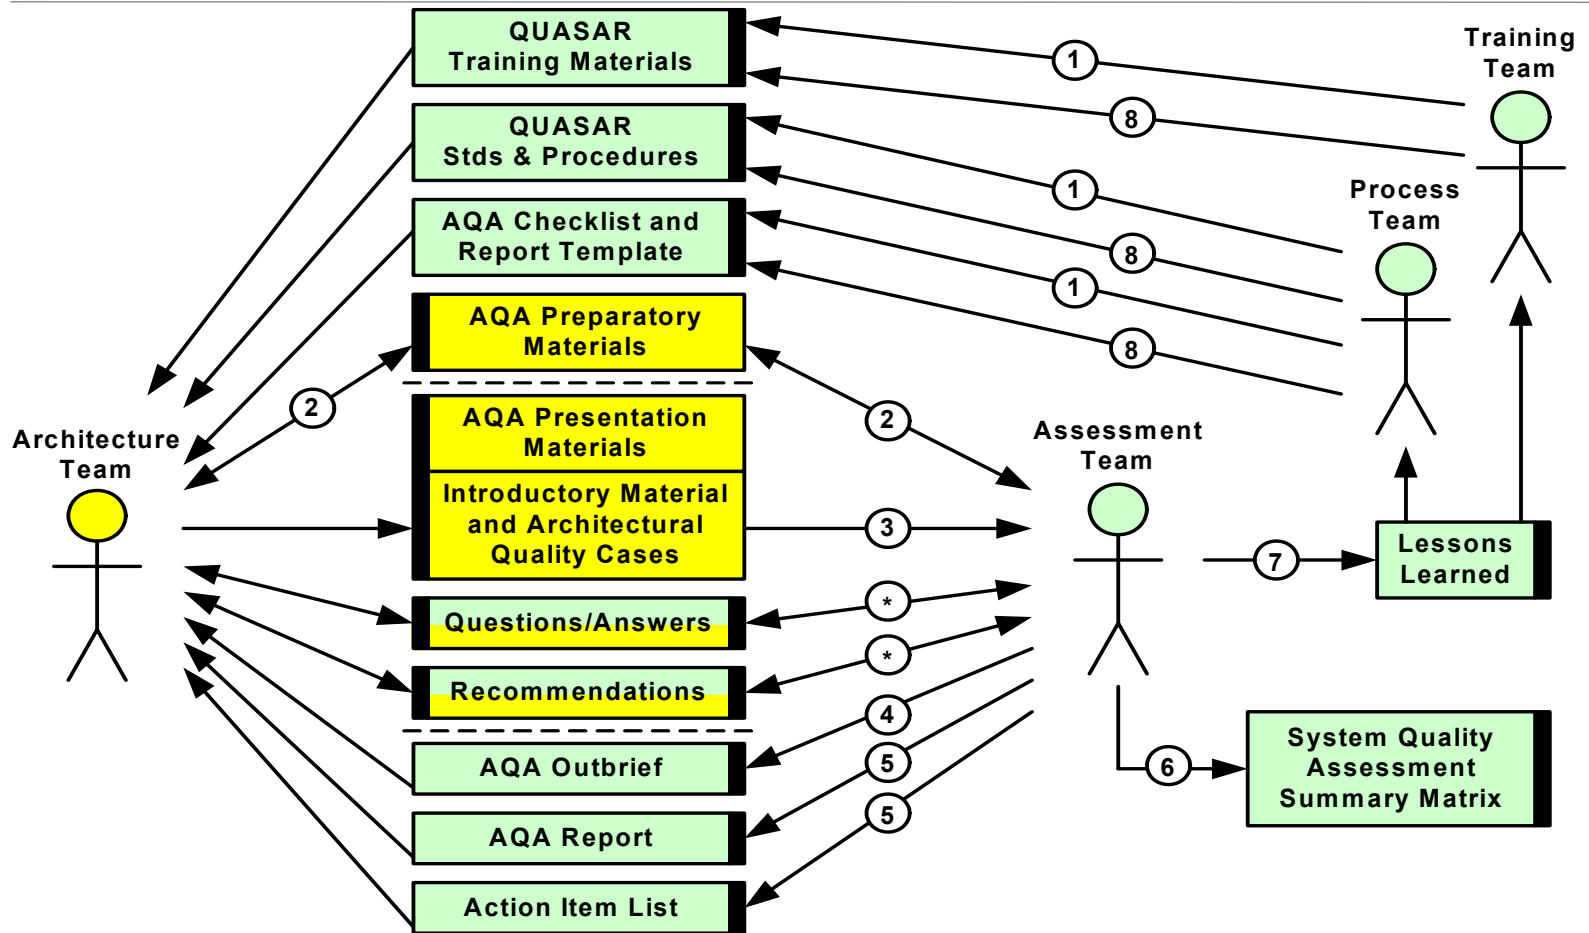 QUASAR
Training Materials
1
8
Training
Team
QUASAR
Stds & Procedures
1
8
Process
Team
AQA Checklist and
Report Template
1
8
AQA Preparatory
Materials
2
2
Architecture
Team
AQA Presentation
Materials
Introductory Material
and Architectural
Quality Cases
3
Assessment
Team
7
Lessons
Learned
Questions/Answers
*
Recommendations
*
4
AQA Outbrief
5
AQA Report
5
Action Item List
6
System Quality
Assessment
Summary Matrix